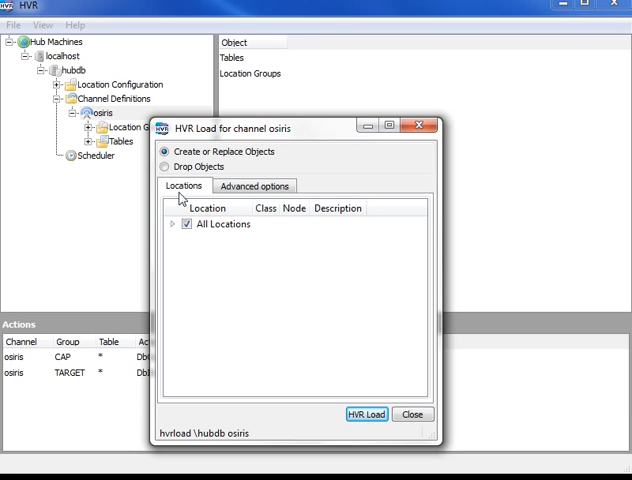 HVR
File View Help
Hub Machines
localhost
hubdb
Location Configuration
Channel Definitions
osiris
Location G
Tables
Scheduler
Object
Tables
Location Groups
HVR Load for channel osiris
Create or Replace Objects
Drop Objects
Locations Advanced options
Location Class Node Description
All Locations
HVR Load Close
hvrload \hubdb osiris
Actions
Channel Group Table Ac
osiris CAP *
osiris TARGET *